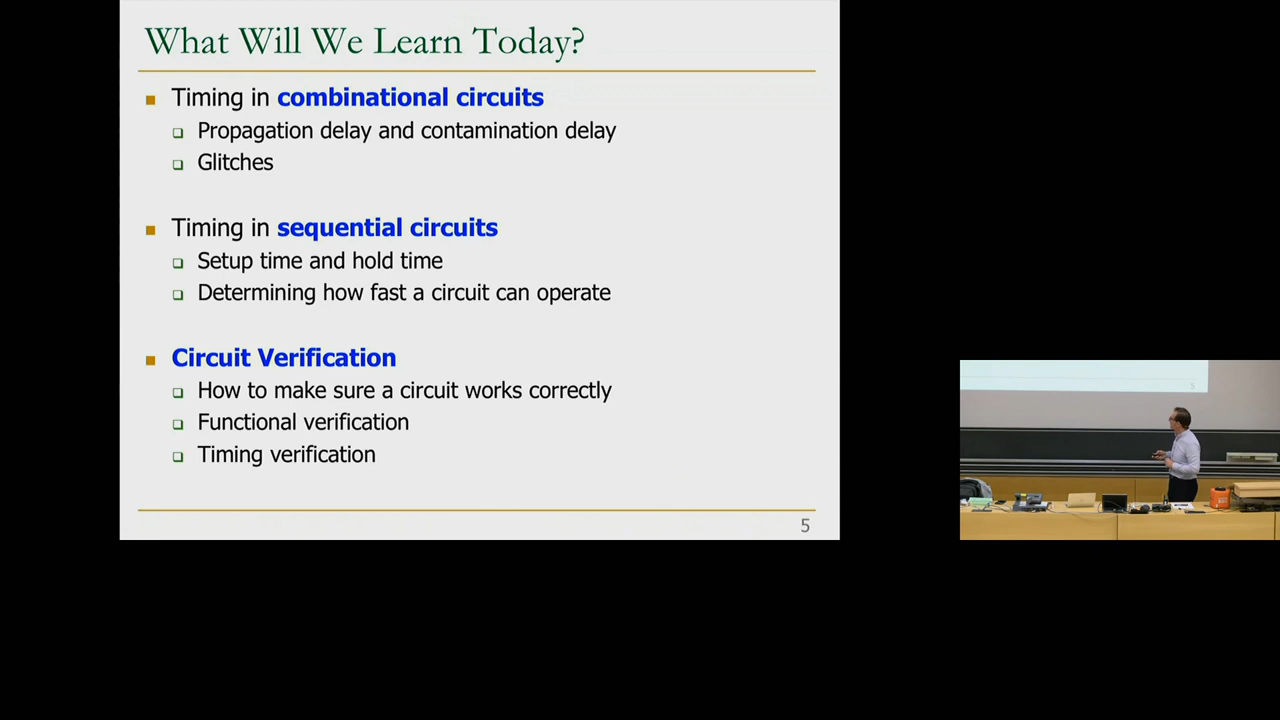 What Will We Learn Today?
Timing in combinational circuits
Propagation delay and contamination delay
Glitches
Timing in sequential circuits
Setup time and hold time
Determining how fast a circuit can operate
Circuit Verification
How to make sure a circuit works correctly
Functional verification
Timing verification
5
5